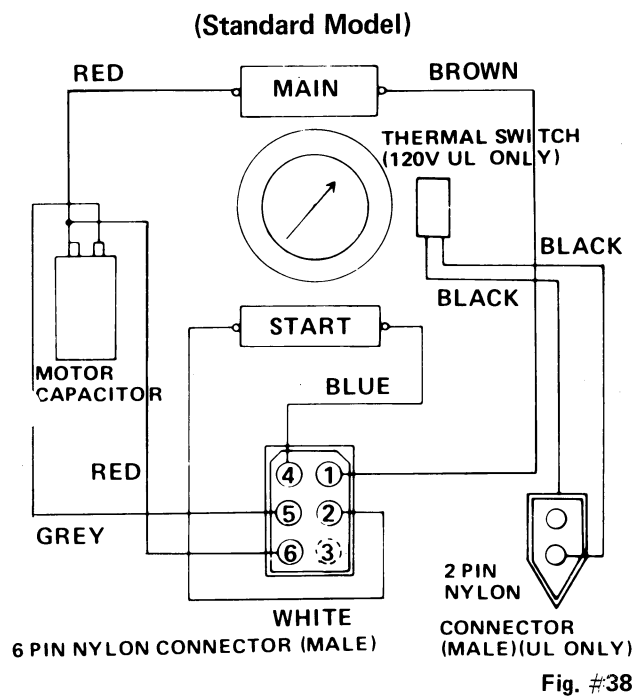 (Standard Model)
RED
MAIN
BROWN
THERMAL SWITCH
(120V UL ONLY)
BLACK
BLACK
START
MOTOR
CAPACITOR
BLUE
RED
4
1
5
2
GREY
6
3
2 PIN
NYLON
WHITE
CONNECTOR
(MALE)(UL ONLY)
6 PIN NYLON CONNECTOR (MALE)
Fig. #38